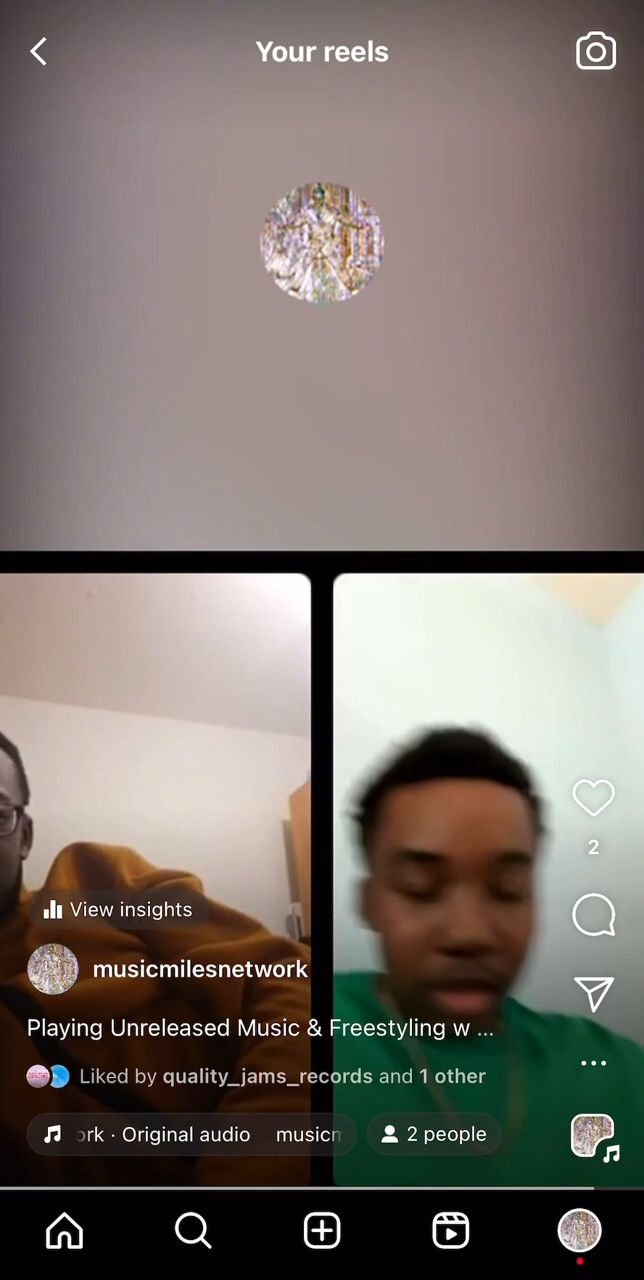 Your reels
2
View insights
musicmilesnetwork
Playing Unreleased Music & Freestyling w ...
Liked by quality_jams_records and 1 other
ork · Original audio musicm
2 people